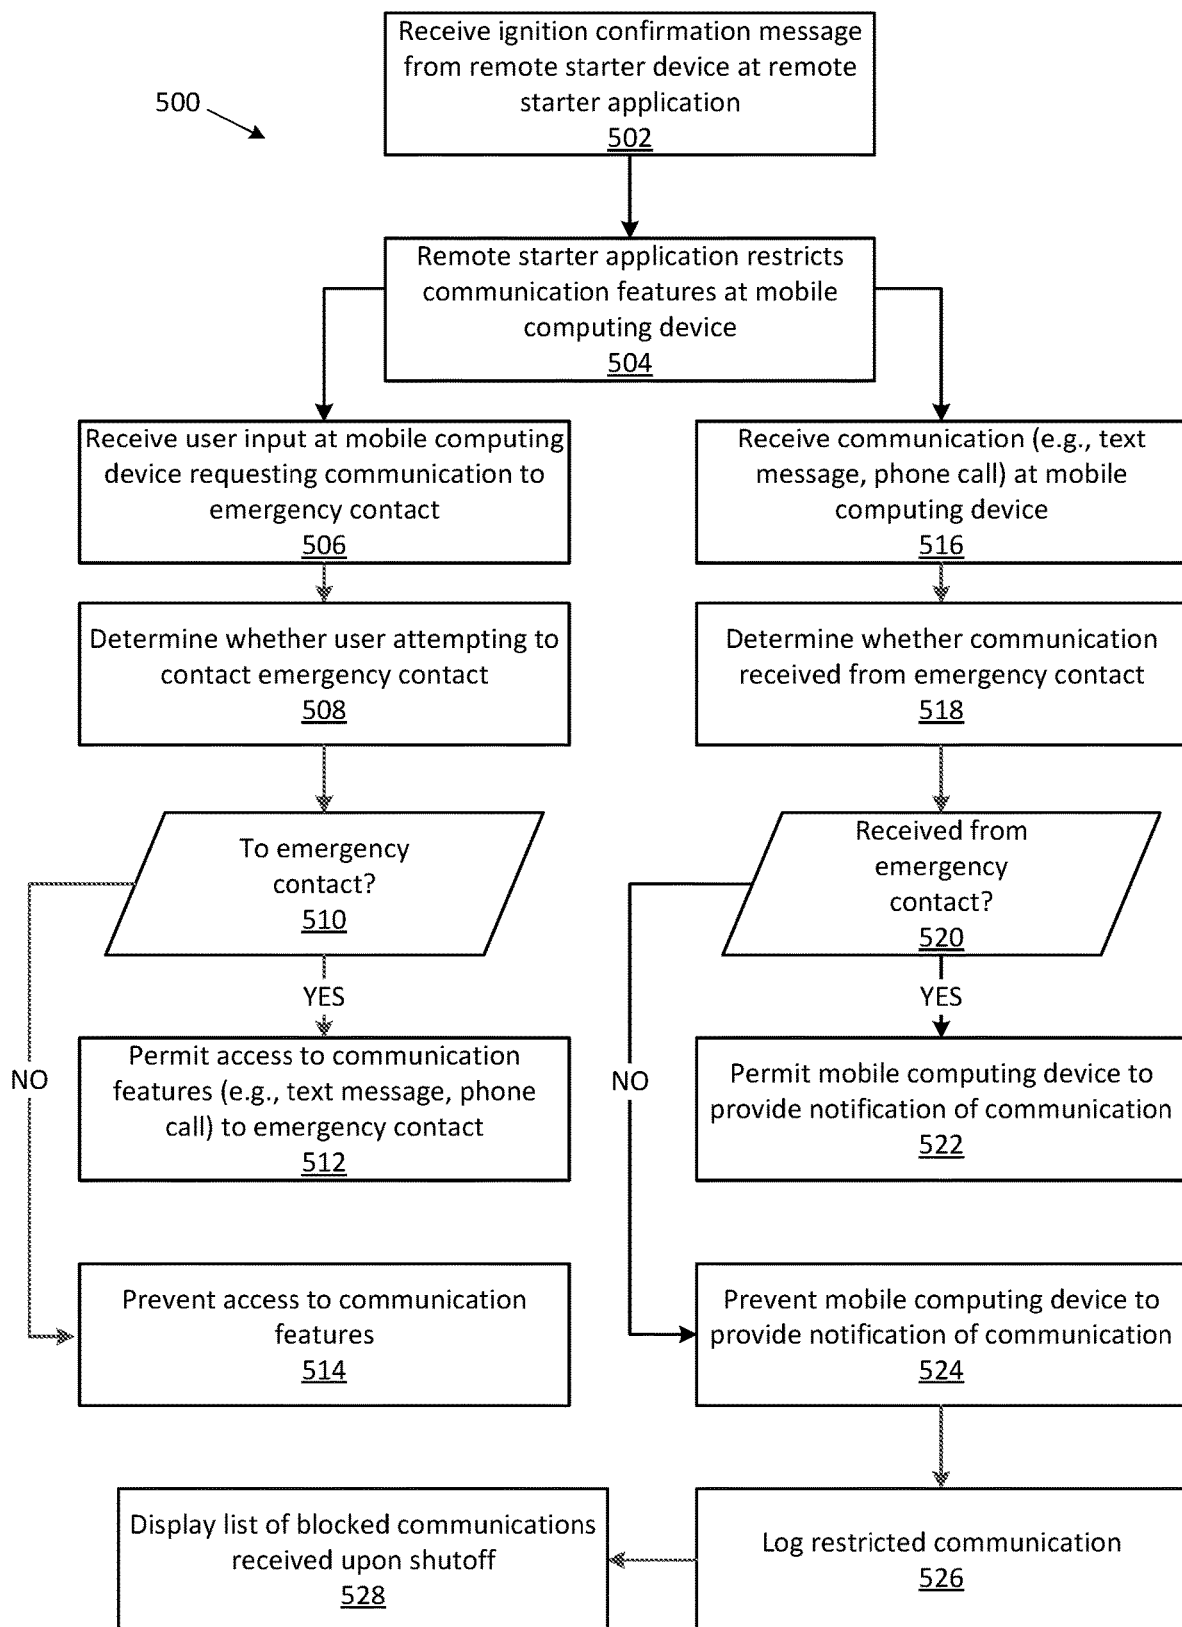 Receive ignition confirmation message
from remote starter device at remote
starter application
502
500
Remote starter application restricts
communication features at mobile
computing device
504
Receive user input at mobile computing
device requesting communication to
emergency contact
506
Receive communication (e.g., text
message, phone call) at mobile
computing device
516
Determine whether user attempting to
contact emergency contact
508
Determine whether communication
received from emergency contact
518
To emergency
contact?
510
Received from
emergency
contact?
520
YES
YES
NO
Permit access to communication
features (e.g., text message, phone
call) to emergency contact
512
NO
Permit mobile computing device to
provide notification of communication
522
Prevent access to communication
features
514
Prevent mobile computing device to
provide notification of communication
524
Display list of blocked communications
received upon shutoff
528
Log restricted communication
526